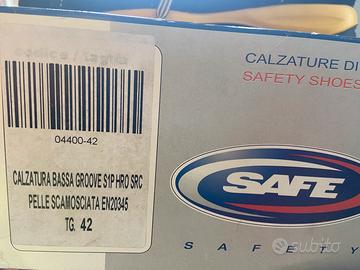 codice / taglia
04400-42
CALZATURA BASSA GROOVE S1P HRO SRC
PELLE SCAMOSCIATA EN20345
TG. 42
CALZATURE DI
SAFETY SHOES
SAFE
SAFETY
subito